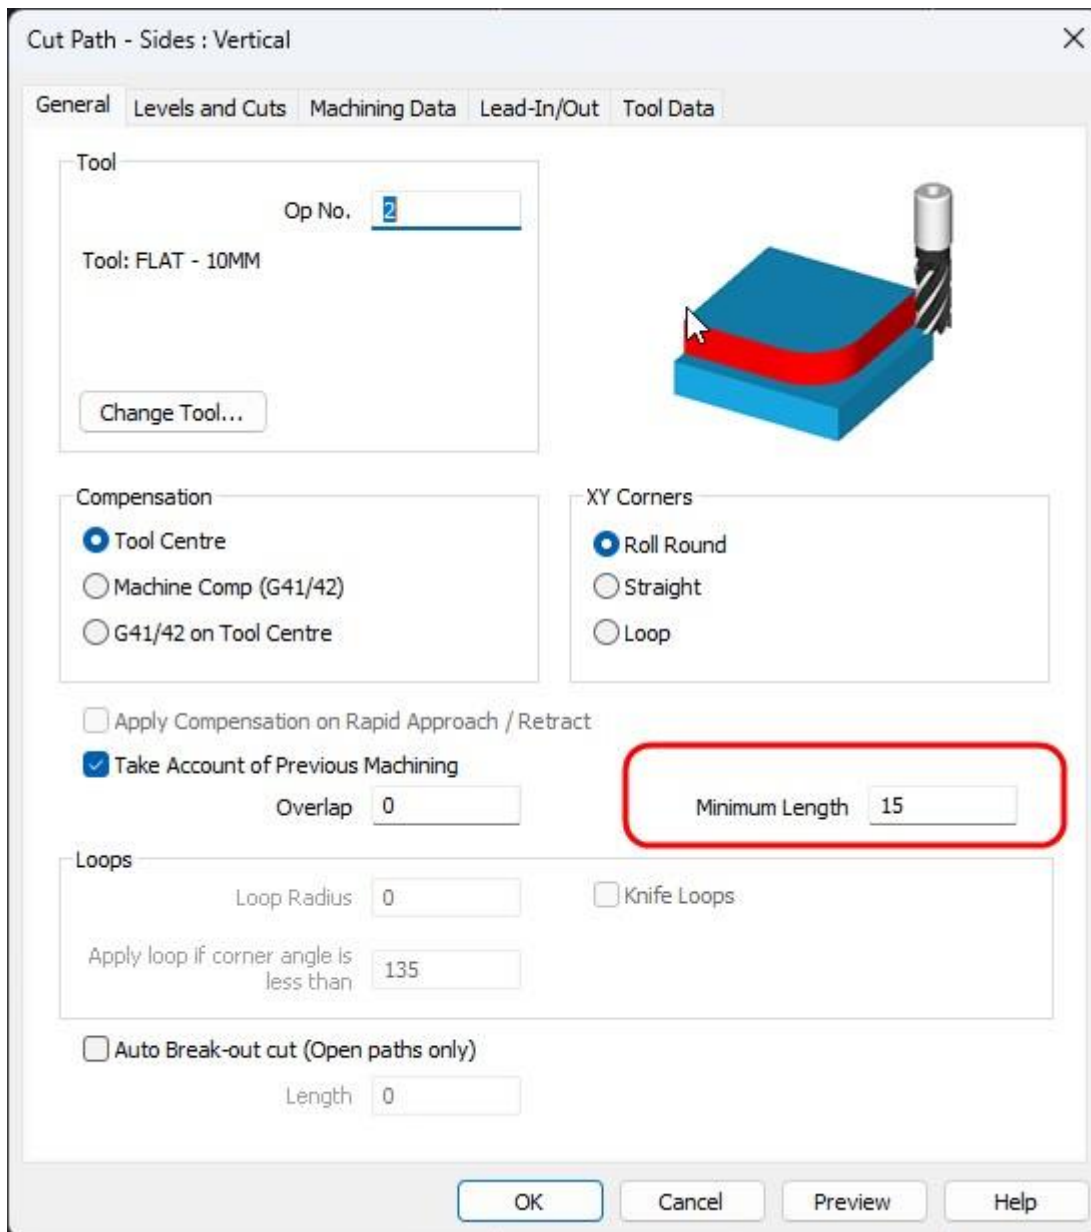 Cut Path - Sides : Vertical
General Levels and Cuts Machining Data Lead-In/Out Tool Data
Tool
Op No. 2
Tool: FLAT - 10MM
Change Tool...
Compensation
Tool Centre
Machine Comp (G41/42)
G41/42 on Tool Centre
XY Corners
Roll Round
Straight
Loop
Apply Compensation on Rapid Approach / Retract
Take Account of Previous Machining
Overlap 0
Minimum Length 15
Loops
Loop Radius 0
Knife Loops
Apply loop if corner angle is
less than 135
Auto Break-out cut (Open paths only)
Length 0
OK Cancel Preview Help